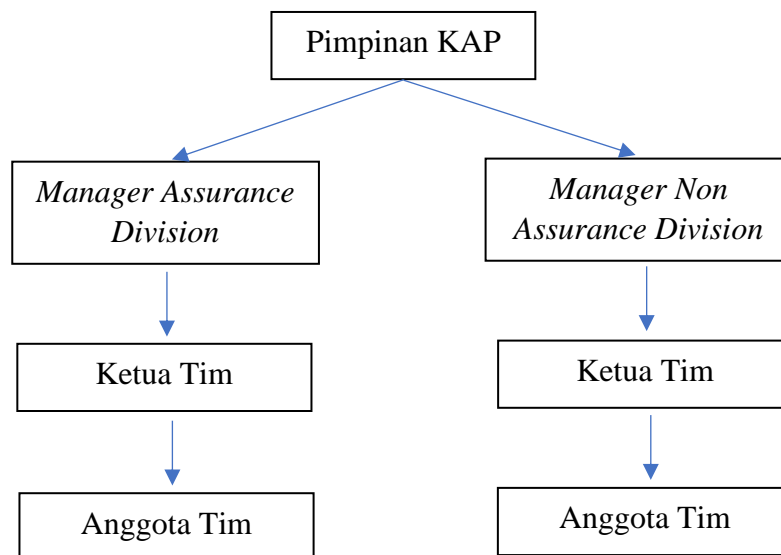 Pimpinan KAP
Manager Assurance
Division
Manager Non
Assurance Division
Ketua Tim
Ketua Tim
Anggota Tim
Anggota Tim